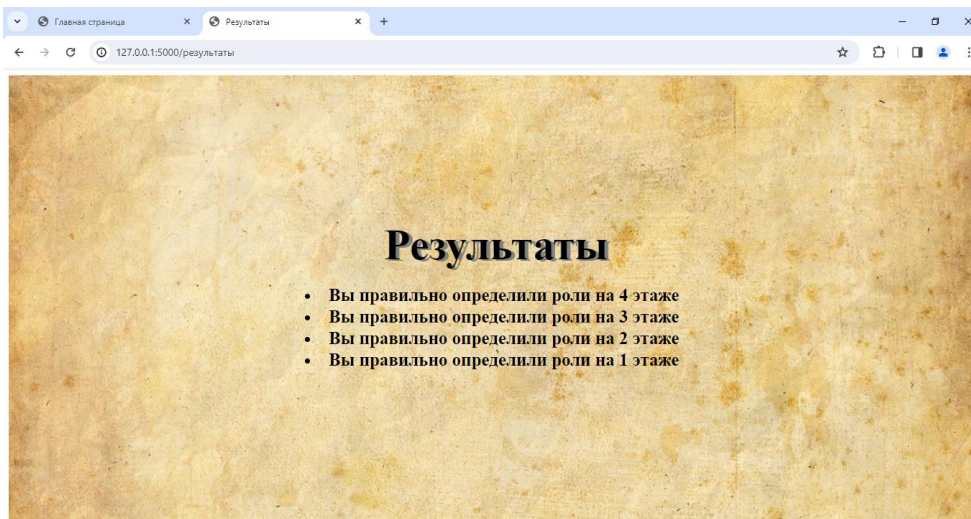 Главная страница
Результаты
127.0.0.1:5000/результаты
Результаты
Вы правильно определили роли на 4 этаже
Вы правильно определили роли на 3 этаже
Вы правильно определили роли на 2 этаже
Вы правильно определили роли на 1 этаже